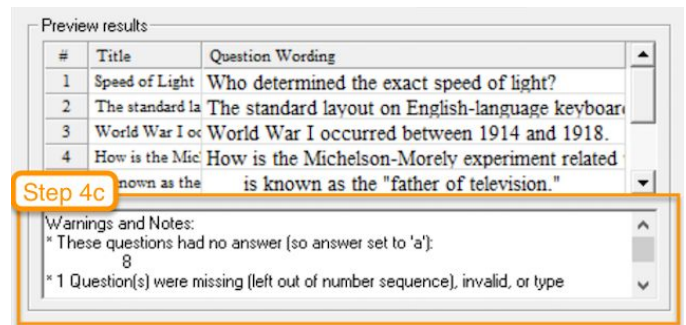 Preview results
# Title Question Wording
1 Speed of Light Who determined the exact speed of light?
2 The standard la The standard layout on English-language keyboar
3 World War I oc World War I occurred between 1914 and 1918.
4 How is the Mic How is the Michelson-Morely experiment related
nown as the is known as the "father of television."
Step 4c
Warnings and Notes:
* These questions had no answer (so answer set to 'a'):
8
* 1 Question(s) were missing (left out of number sequence), invalid, or type